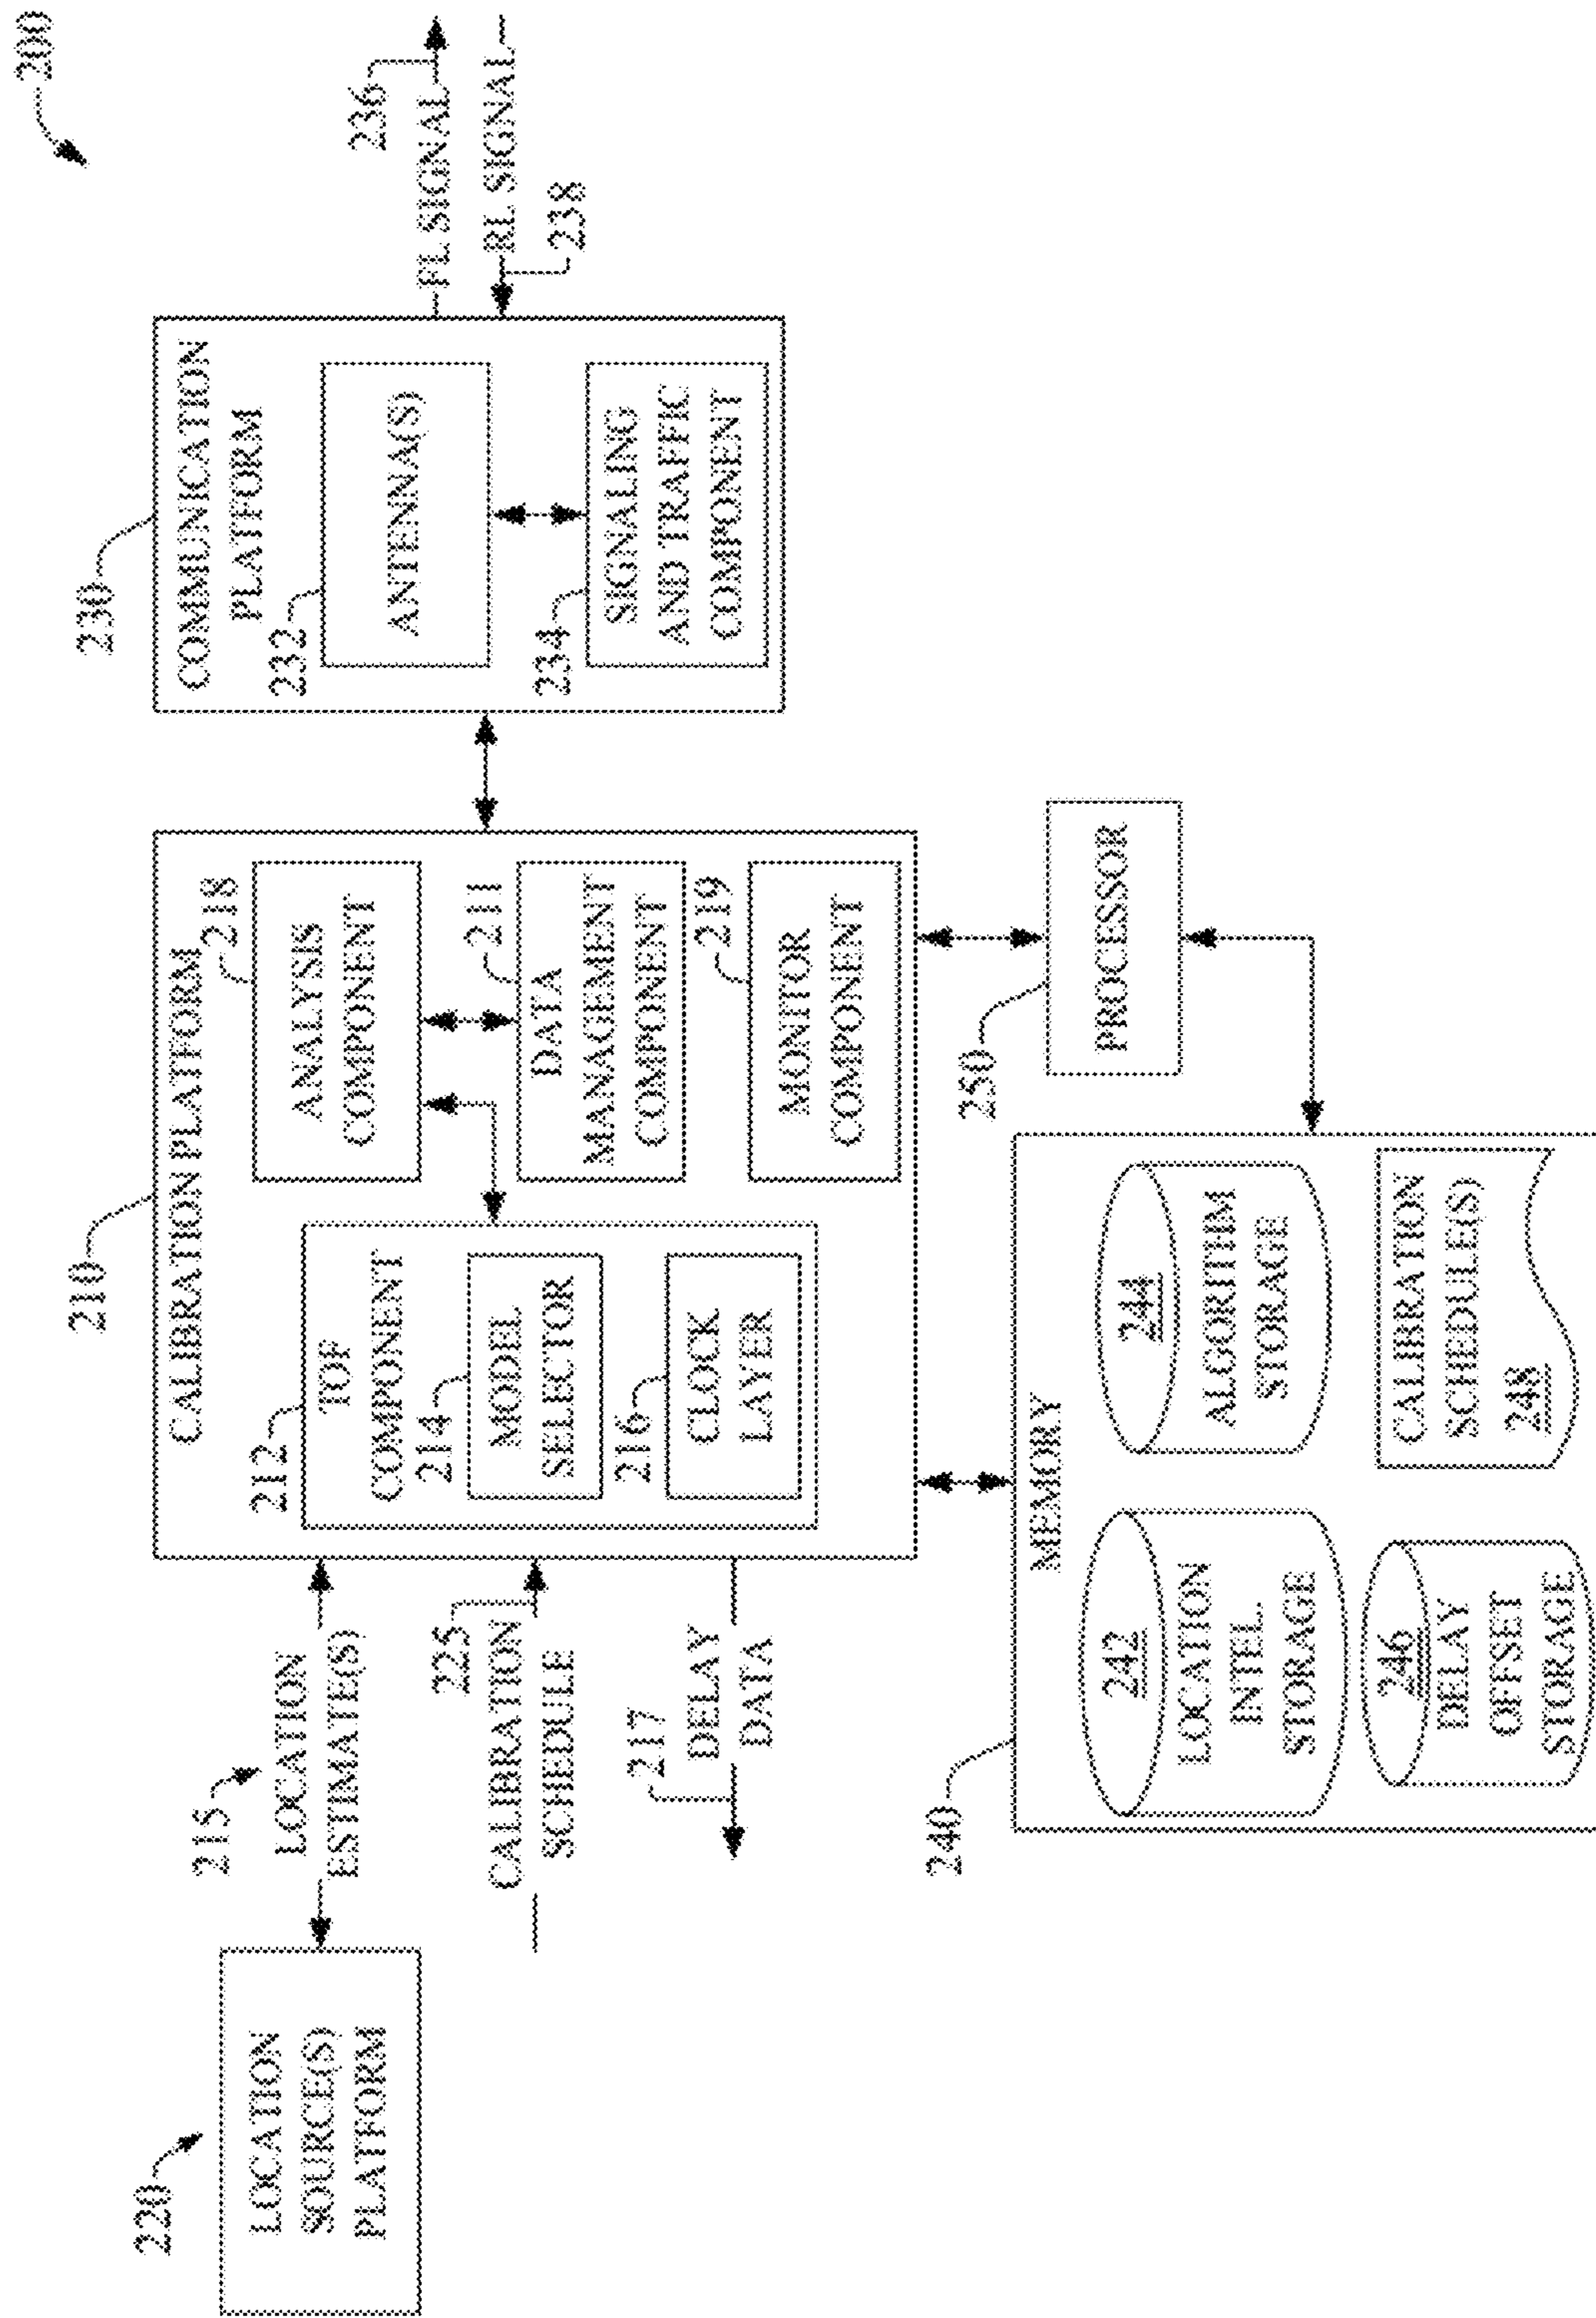 200
220
LOCATION
SOURCE(S)
PLATFORM
215
LOCATION
ESTIMATE(S)
225
CALIBRATION
SCHEDULE
217
DELAY
DATA
210
CALIBRATION PLATFORM
212
TOF
COMPONENT
214
MODEL
SELECTOR
216
CLOCK
LAYER
218
ANALYSIS
COMPONENT
211
DATA
MANAGEMENT
COMPONENT
219
MONITOR
COMPONENT
230
COMMUNICATION
PLATFORM
232
ANTENNA(S)
234
SIGNALING
AND TRAFFIC
COMPONENT
236
FL SIGNAL
RL SIGNAL
238
250
PROCESSOR
240
MEMORY
242
LOCATION
INTEL.
STORAGE
244
ALGORITHM
STORAGE
246
DELAY
OFFSET
STORAGE
CALIBRATION
SCHEDULE(S)
248